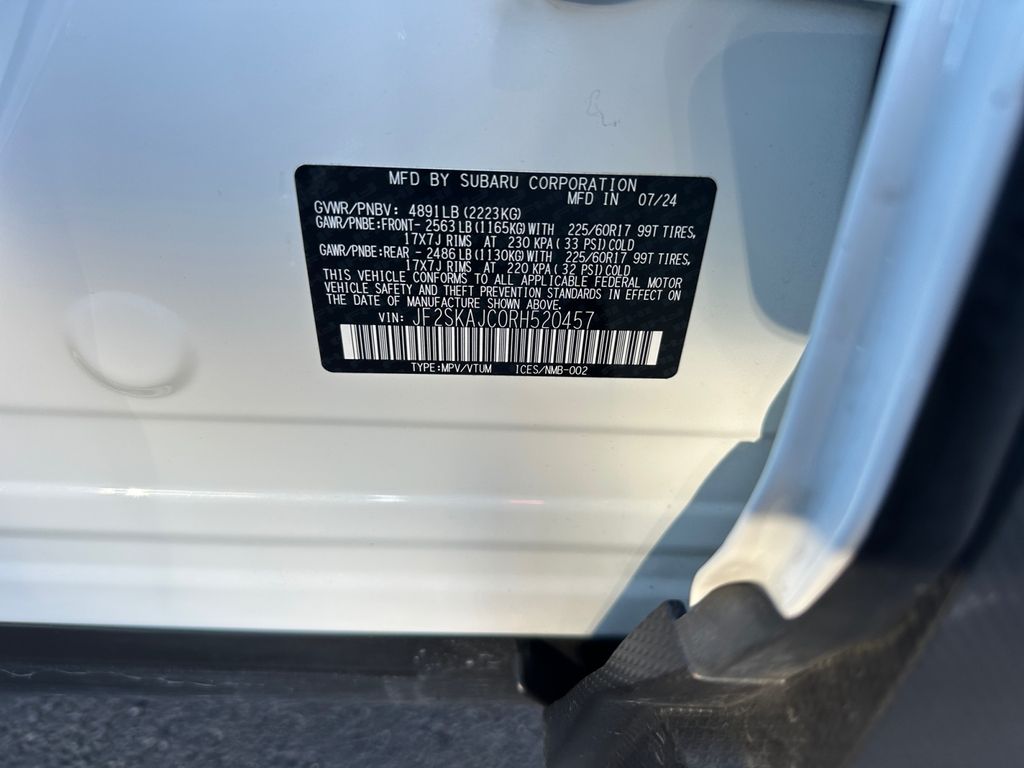 MFD BY SUBARU CORPORATION
MFD IN 07/24
GVWR/PNBV: 4891LB(2223KG)
GAWR/PNBE:FRONT- 2563LB(1165KG)WITH 225/60R17 99T TIRES,
17X7J RIMS AT 230 KPA( 33 PSI)COLD
GAWR/PNBE:REAR - 2486LB(1130KG)WITH 225/60R17 99T TIRES,
17X7J RIMS AT 220 KPA( 32 PSI)COLD
THIS VEHICLE CONFORMS TO ALL APPLICABLE FEDERAL MOTOR
VEHICLE SAFETY AND THEFT PREVENTION STANDARDS IN EFFECT ON
THE DATE OF MANUFACTURE SHOWN ABOVE.
VIN: JF2SKAJC0RH520457
TYPE:MPV/VTUM ICES/NMB-002